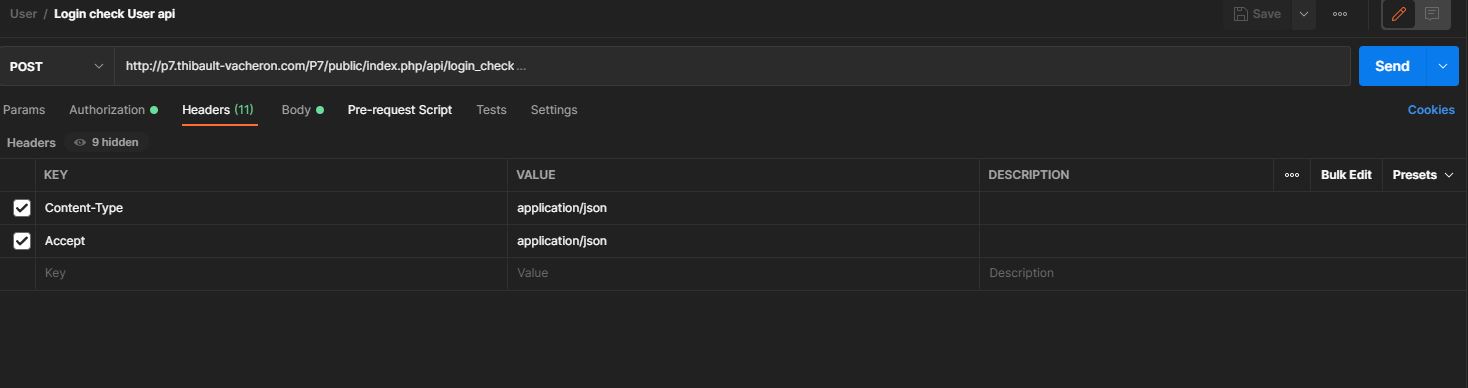 User / Login check User api
Save
POST
http://p7.thibault-vacheron.com/P7/public/index.php/api/login_check ...
Send
Params Authorization Headers (11) Body Pre-request Script Tests Settings Cookies
Headers 9 hidden
KEY VALUE DESCRIPTION Bulk Edit Presets
Content-Type application/json
Accept application/json
Key Value Description